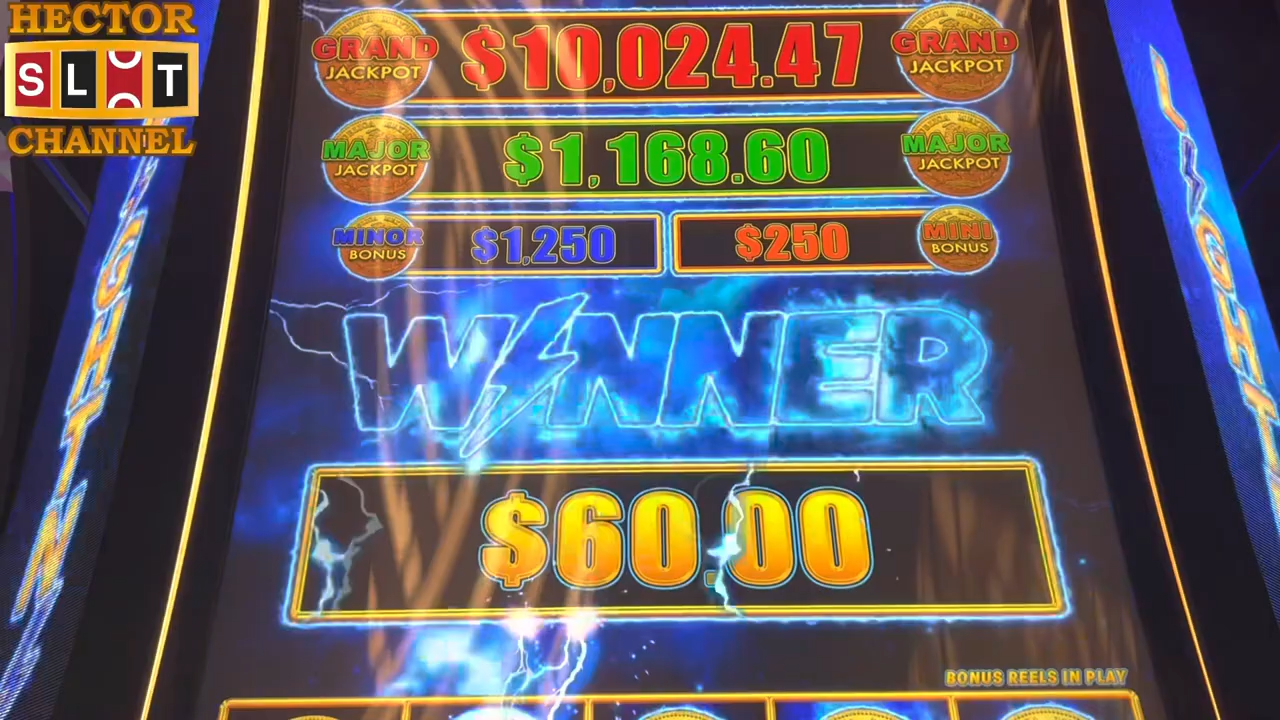 HECTOR
SLOT
CHANNEL
GRAND JACKPOT $10,024.47 GRAND JACKPOT
MAJOR JACKPOT $1,168.60 MAJOR JACKPOT
MINOR BONUS $1,250 $250 MINI BONUS
WINNER
$60.00
BONUS REELS IN PLAY